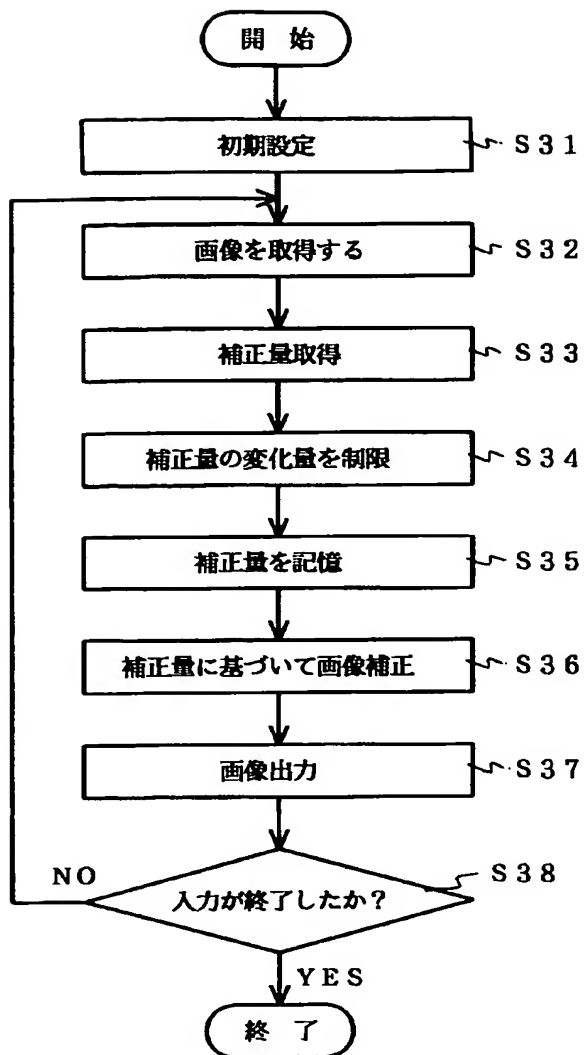 開 始
初期設定
S31
画像を取得する
S32
補正量取得
S33
補正量の変化量を制限
S34
補正量を記憶
S35
補正量に基づいて画像補正
S36
画像出力
S37
NO
入力が終了したか?
S38
YES
終 了